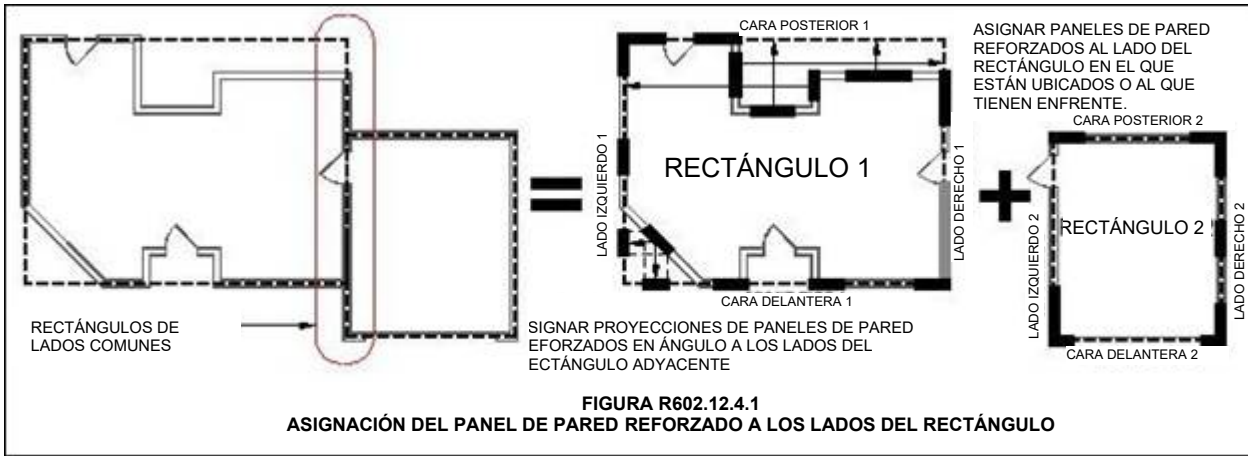 CARA POSTERIOR 1
ASIGNAR PANELES DE PARED
REFORZADOS AL LADO DEL
RECTÁNGULO EN EL QUE
ESTÁN UBICADOS O AL QUE
TIENEN ENFRENTE.
CARA POSTERIOR 2
LADO IZQUIERDO 1
RECTÁNGULO 1
LADO DERECHO 1
LADO IZQUIERDO 2
RECTÁNGULO 2
LADO DERECHO 2
CARA DELANTERA 1
CARA DELANTERA 2
RECTÁNGULOS DE
LADOS COMUNES
SIGNAR PROYECCIONES DE PANELES DE PARED
EFORZADOS EN ÁNGULO A LOS LADOS DEL
ECTÁNGULO ADYACENTE
FIGURA R602.12.4.1
ASIGNACIÓN DEL PANEL DE PARED REFORZADO A LOS LADOS DEL RECTÁNGULO